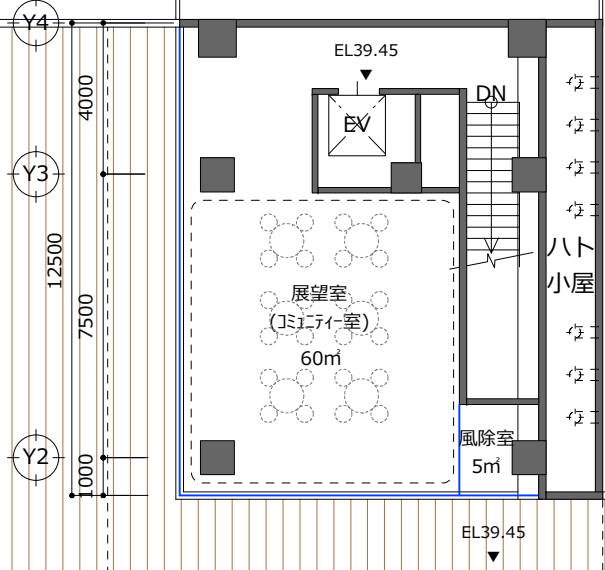 Y4
EL39.45
4000
DN
EV
Y3
12500
ハト
小屋
展望室
7500
(コミュニティー室)
60㎡
Y2
風除室
5㎡
1000
EL39.45